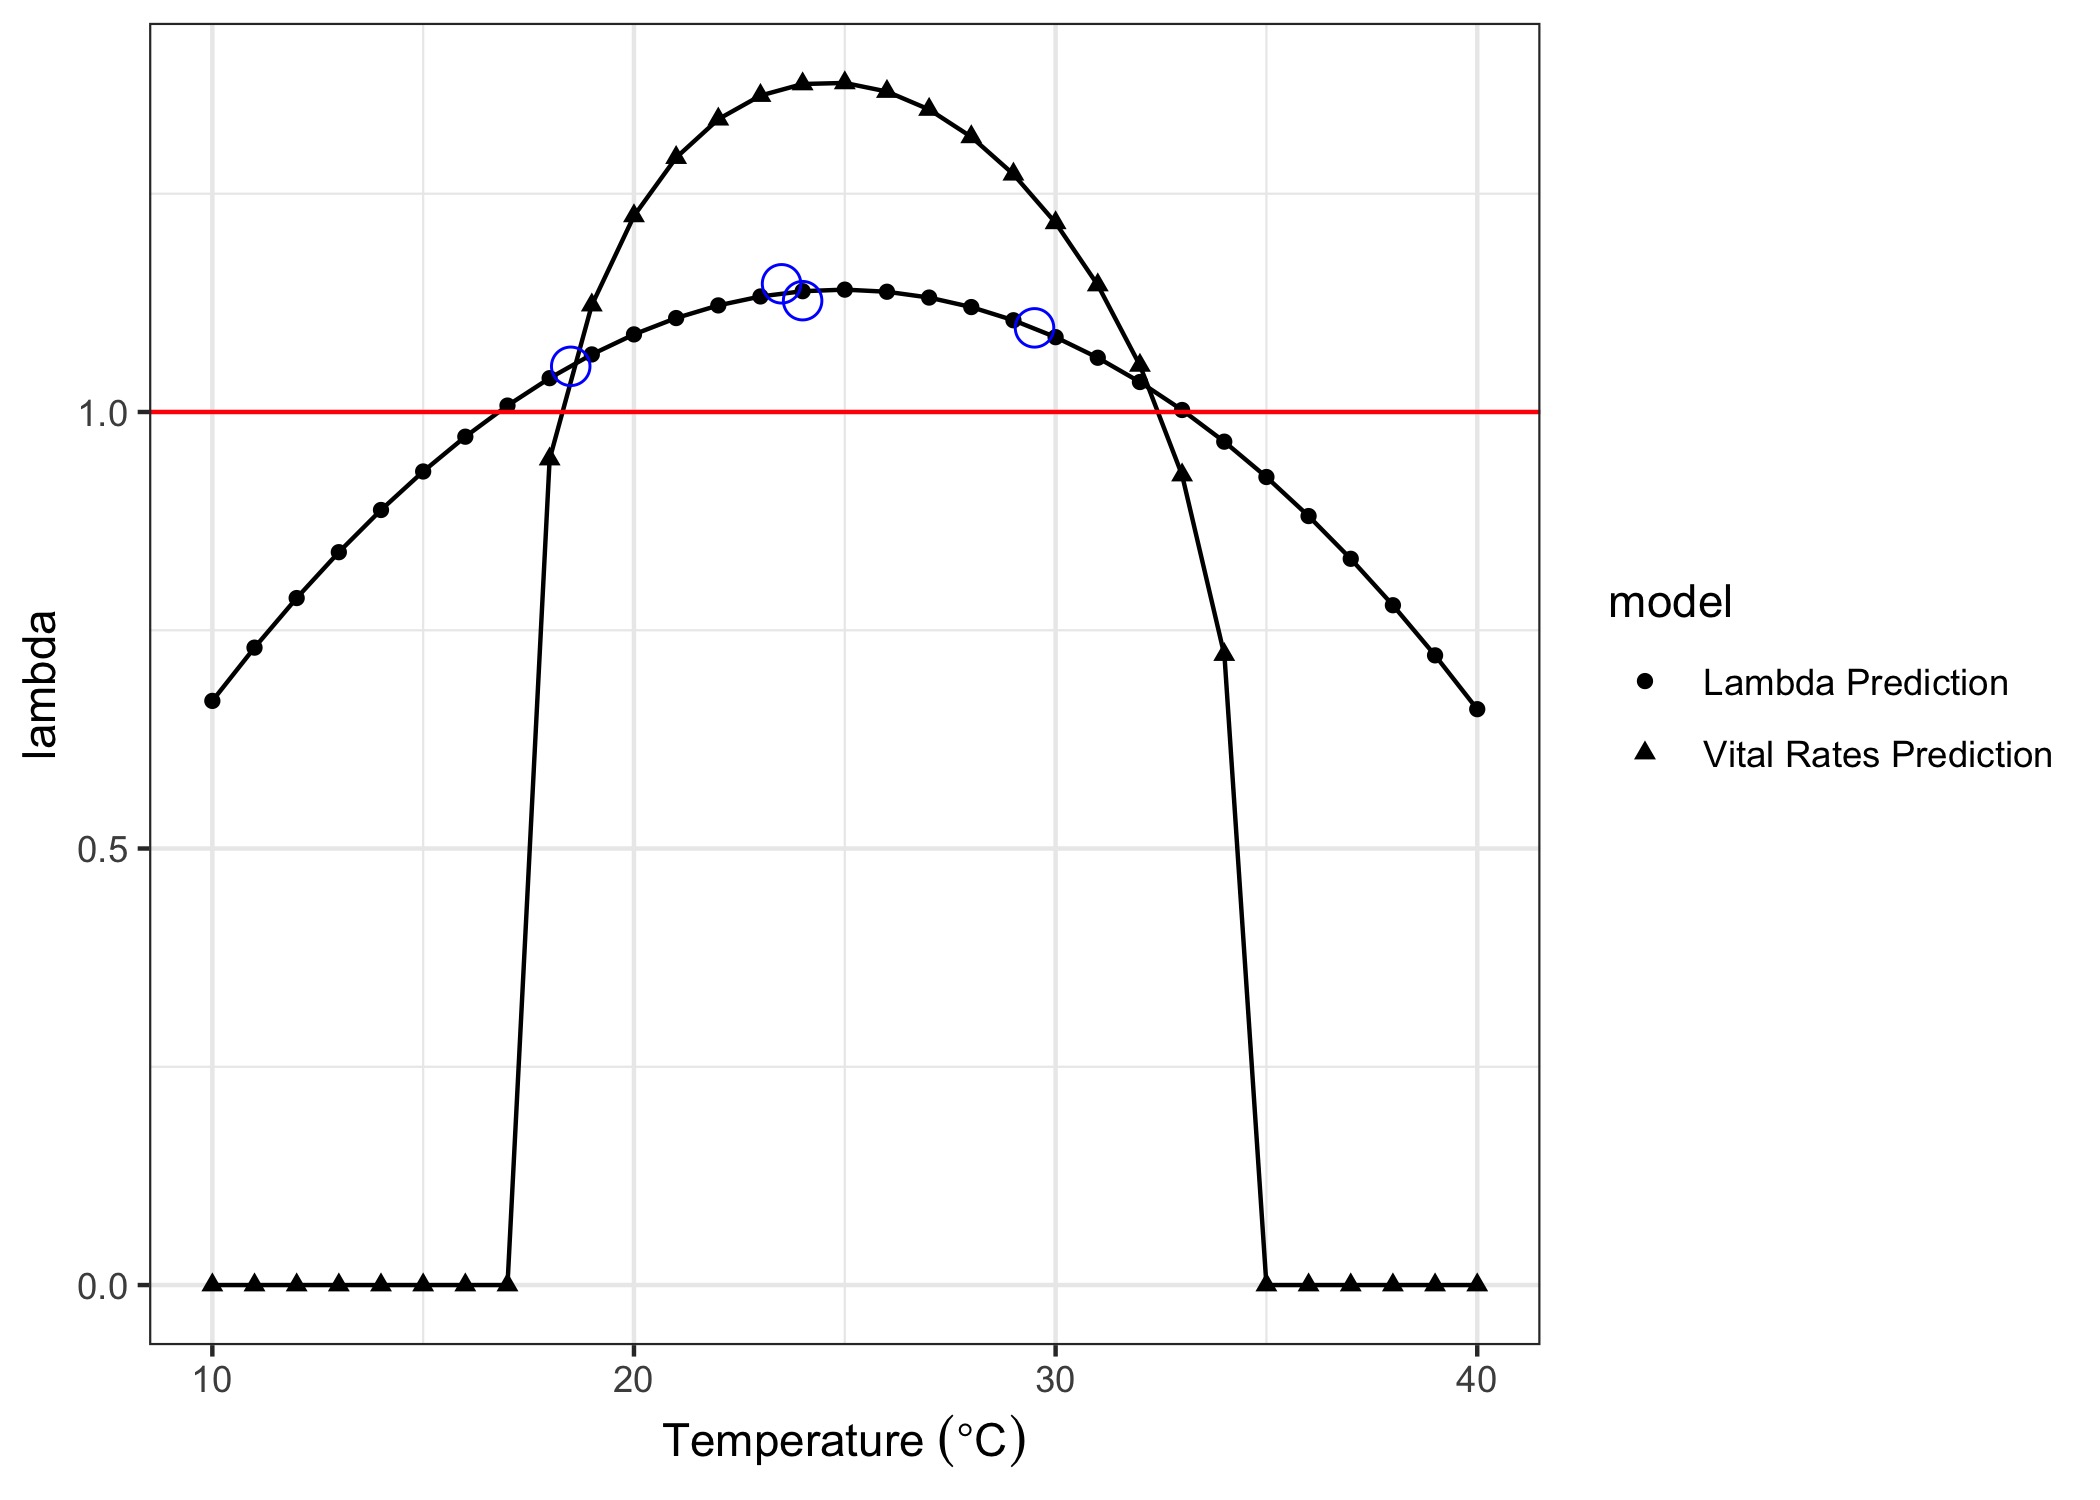 1.0
0.5
0.0
lambda
10
20
30
40
Temperature (°C)
model
Lambda Prediction
Vital Rates Prediction